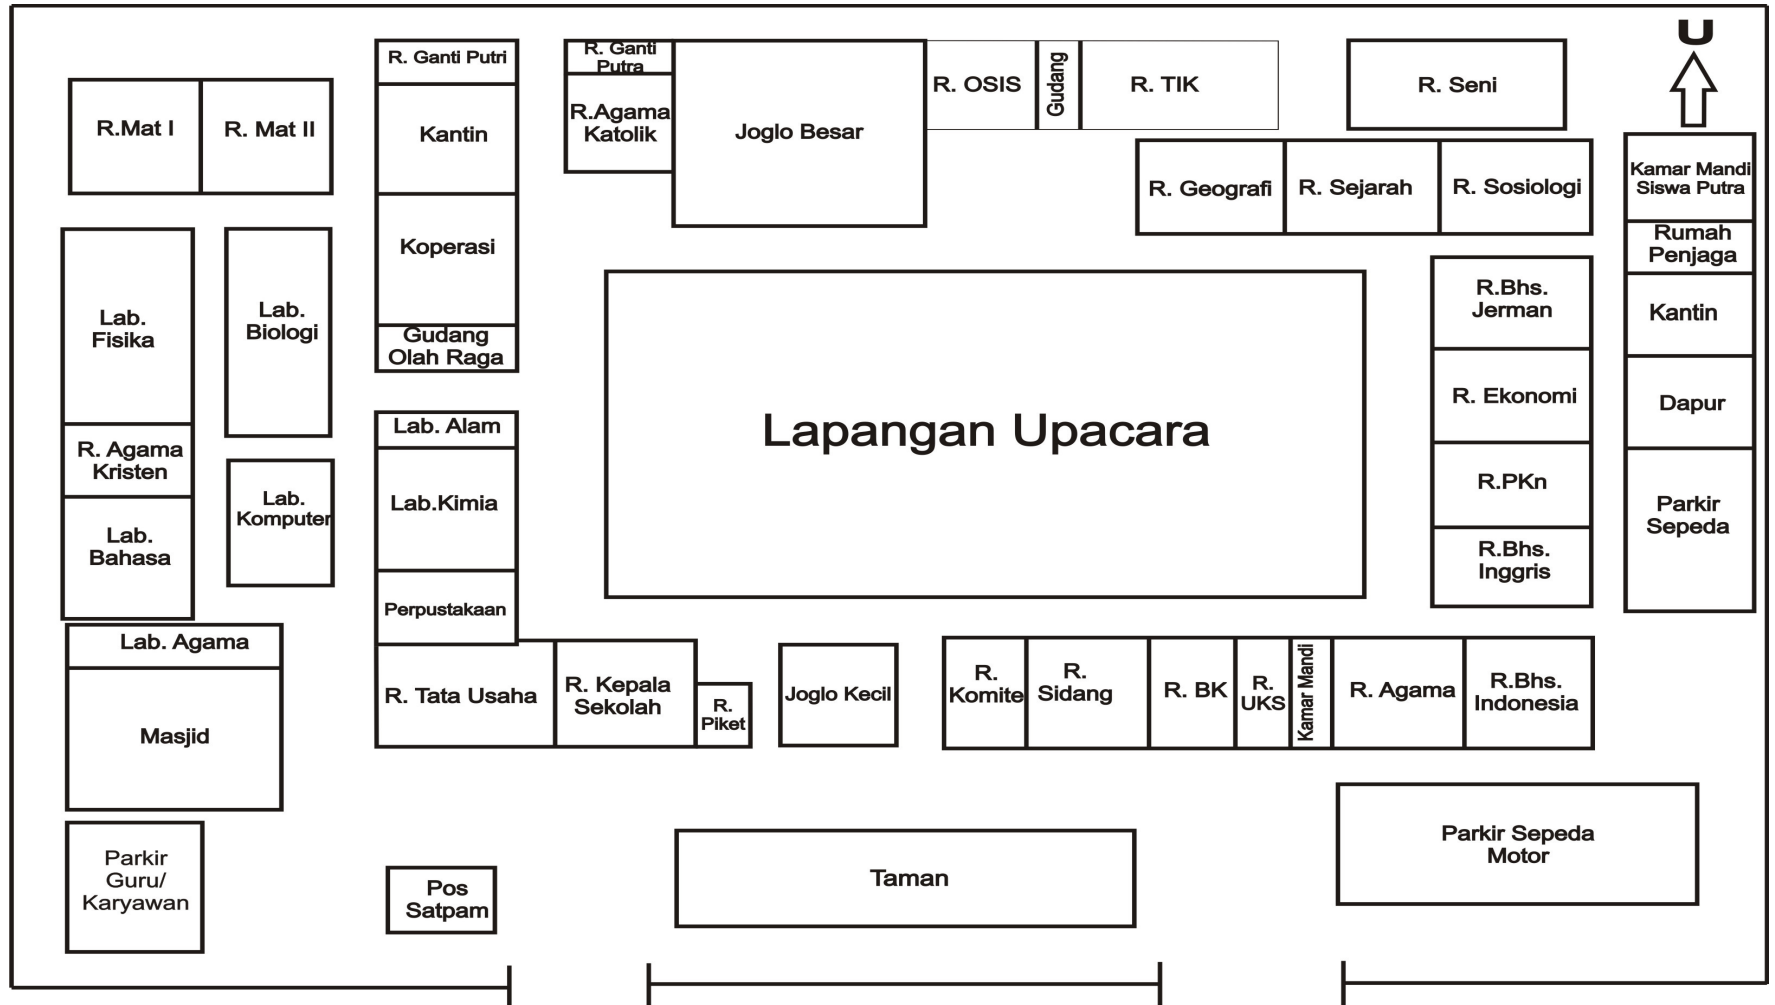 U
R. Ganti Putri
Kantin
Koperasi
Gudang
Olah Raga
R. Ganti
Putra
R.Agama
Katolik
Joglo Besar
R. OSIS
Gudang
R. TIK
R. Seni
R.Mat I
R. Mat II
R. Geografi
R. Sejarah
R. Sosiologi
Kamar Mandi
Siswa Putra
Rumah
Penjaga
Kantin
Dapur
Parkir
Sepeda
Lab.
Fisika
R. Agama
Kristen
Lab.
Bahasa
Lab.
Biologi
Lab.
Komputer
Lab. Alam
Lab.Kimia
Perpustakaan
Lapangan Upacara
R.Bhs.
Jerman
R. Ekonomi
R.PKn
R.Bhs.
Inggris
Lab. Agama
Masjid
R. Tata Usaha
R. Kepala
Sekolah
R.
Piket
Joglo Kecil
R.
Komite
R.
Sidang
R. BK
R.
UKS
Kamar Mandi
R. Agama
R.Bhs.
Indonesia
Parkir
Guru/
Karyawan
Pos
Satpam
Taman
Parkir Sepeda
Motor